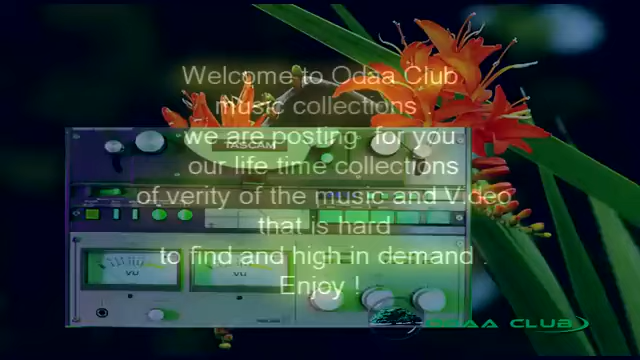 Welcome to Odaa Club
music collections
we are posting for you
TASCAM
our life time collections
of verity of the music and Video
that is hard
to find and high in demand .
VU VU
Enjoy !
ODAA CLUB